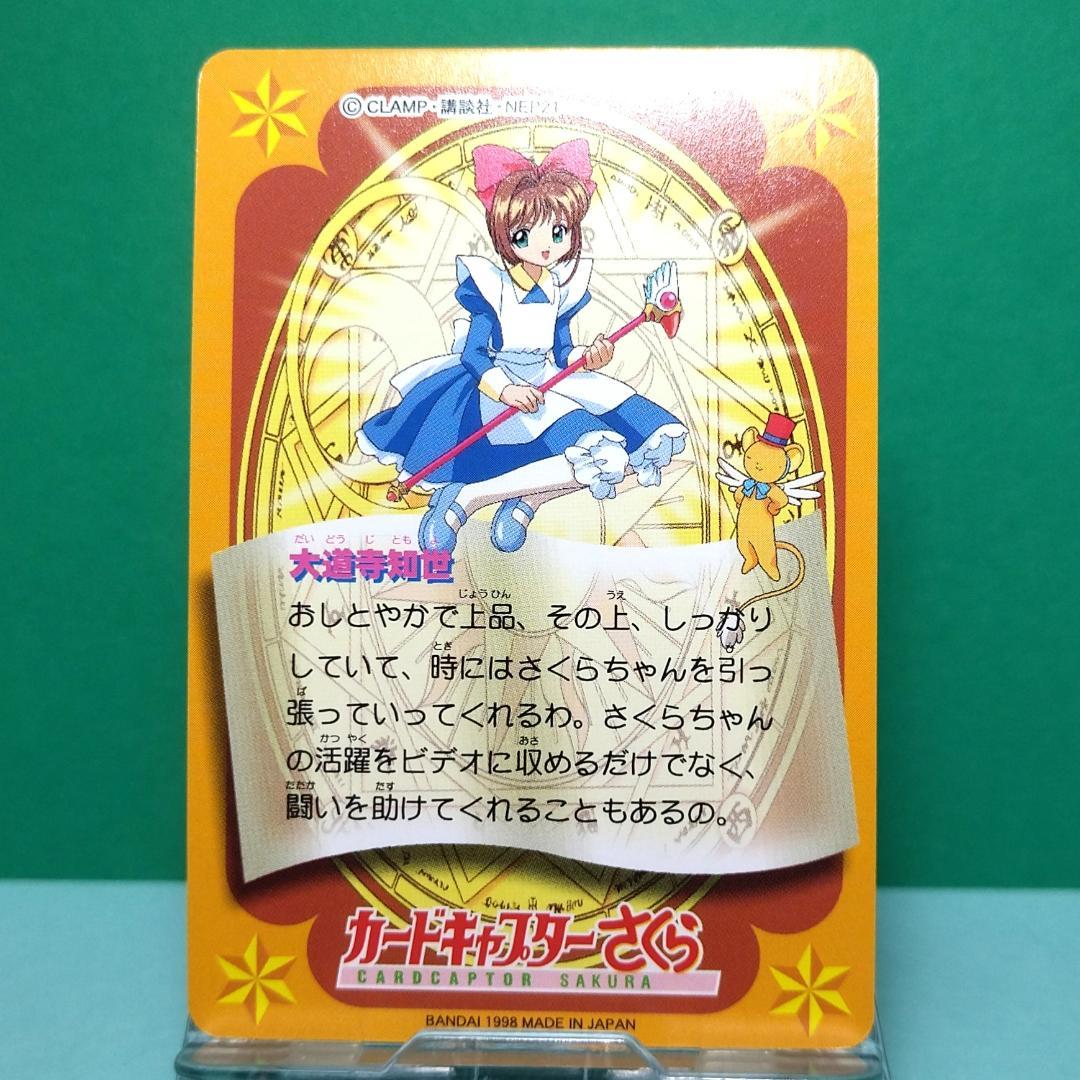 ©CLAMP・講談社・NEP21
だいどうじともよ
大道寺知世
じょうひん うえ
おしとやかで上品、その上、しっかり
とき ひ
していて、時にはさくらちゃんを引っ
ば
張っていってくれるわ。さくらちゃん
かつやく おさ
の活躍をビデオに収めるだけでなく、
たたか たす
闘いを助けてくれることもあるの。
カードキャプターさくら
CARDCAPTOR SAKURA
BANDAI 1998 MADE IN JAPAN